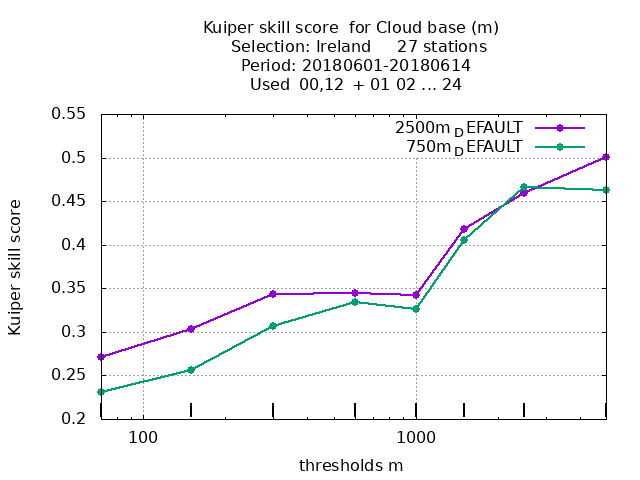 Kuiper skill score  for Cloud base (m)
Selection: Ireland     27 stations
Period: 20180601-20180614
Used  00,12  + 01 02 ... 24
2500m_DEFAULT
750m_DEFAULT
0.55
0.5
0.45
0.4
0.35
0.3
0.25
0.2
Kuiper skill score
100 1000
thresholds m